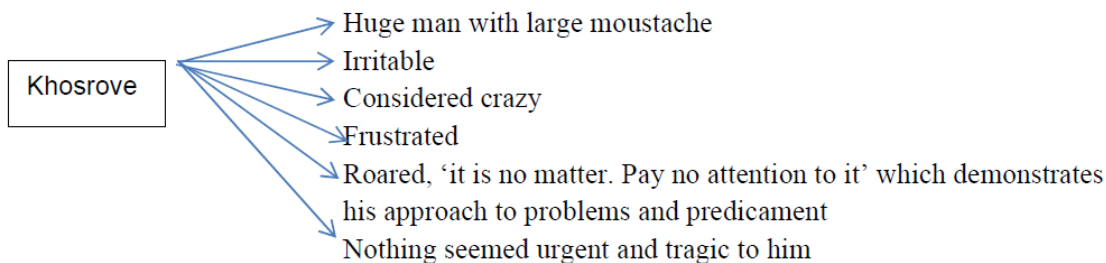 Khosrove
Huge man with large moustache
Irritable
Considered crazy
Frustrated
Roared, ‘it is no matter. Pay no attention to it’ which demonstrates
his approach to problems and predicament
Nothing seemed urgent and tragic to him